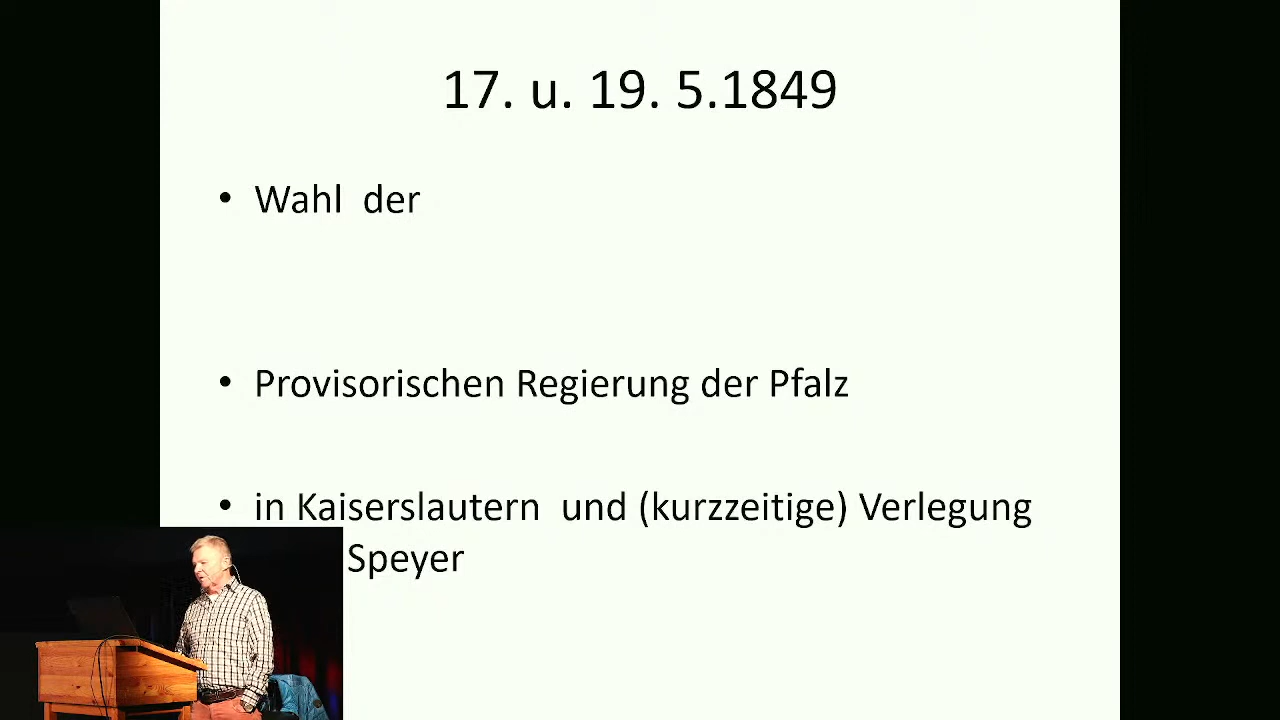 17. u. 19. 5.1849
• Wahl der
• Provisorischen Regierung der Pfalz
• in Kaiserslautern und (kurzzeitige) Verlegung
Speyer